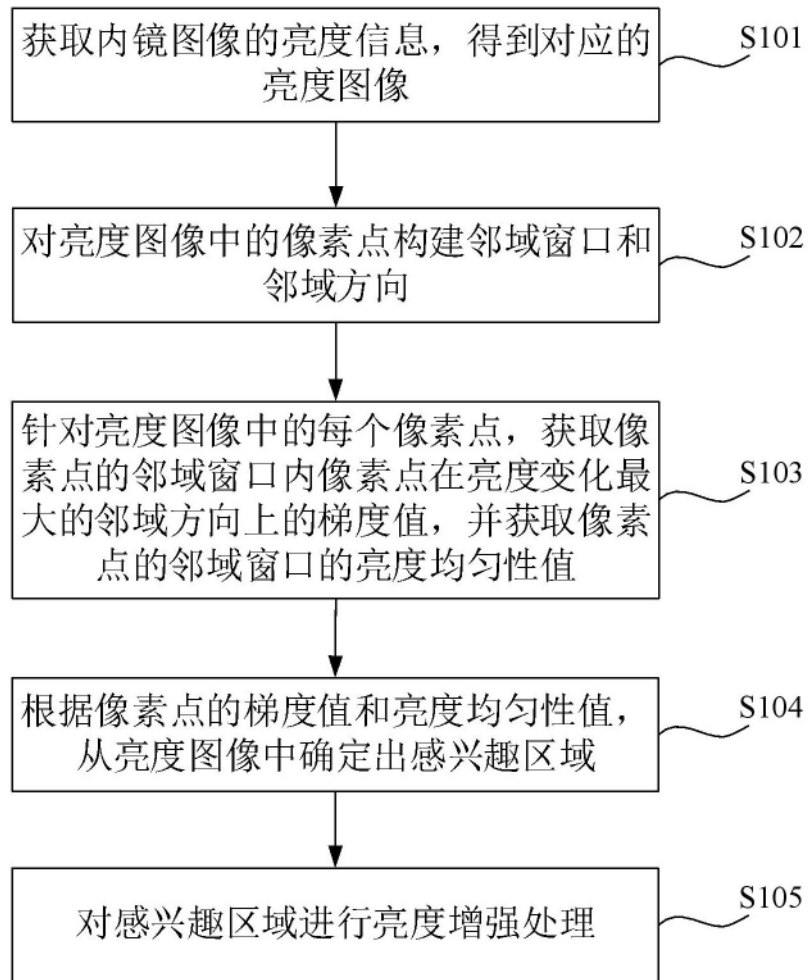 获取内镜图像的亮度信息，得到对应的
亮度图像
S101
对亮度图像中的像素点构建邻域窗口和
邻域方向
S102
针对亮度图像中的每个像素点，获取像
素点的邻域窗口内像素点在亮度变化最
大的邻域方向上的梯度值，并获取像素
点的邻域窗口的亮度均匀性值
S103
根据像素点的梯度值和亮度均匀性值，
从亮度图像中确定出感兴趣区域
S104
对感兴趣区域进行亮度增强处理
S105